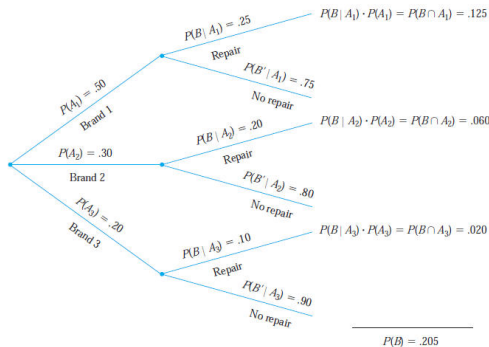 P(B | A₁) = .25
P(B | A₁) · P(A₁) = P(B ∩ A₁) = .125
Repair
P(B′ | A₁) = .75
No repair
P(A₁) = .50
Brand 1
P(B | A₂) = .20
P(B | A₂) · P(A₂) = P(B ∩ A₂) = .060
Repair
P(A₂) = .30
Brand 2
P(B′ | A₂) = .80
No repair
P(A₃) = .20
Brand 3
P(B | A₃) = .10
P(B | A₃) · P(A₃) = P(B ∩ A₃) = .020
Repair
P(B′ | A₃) = .90
No repair
P(B) = .205